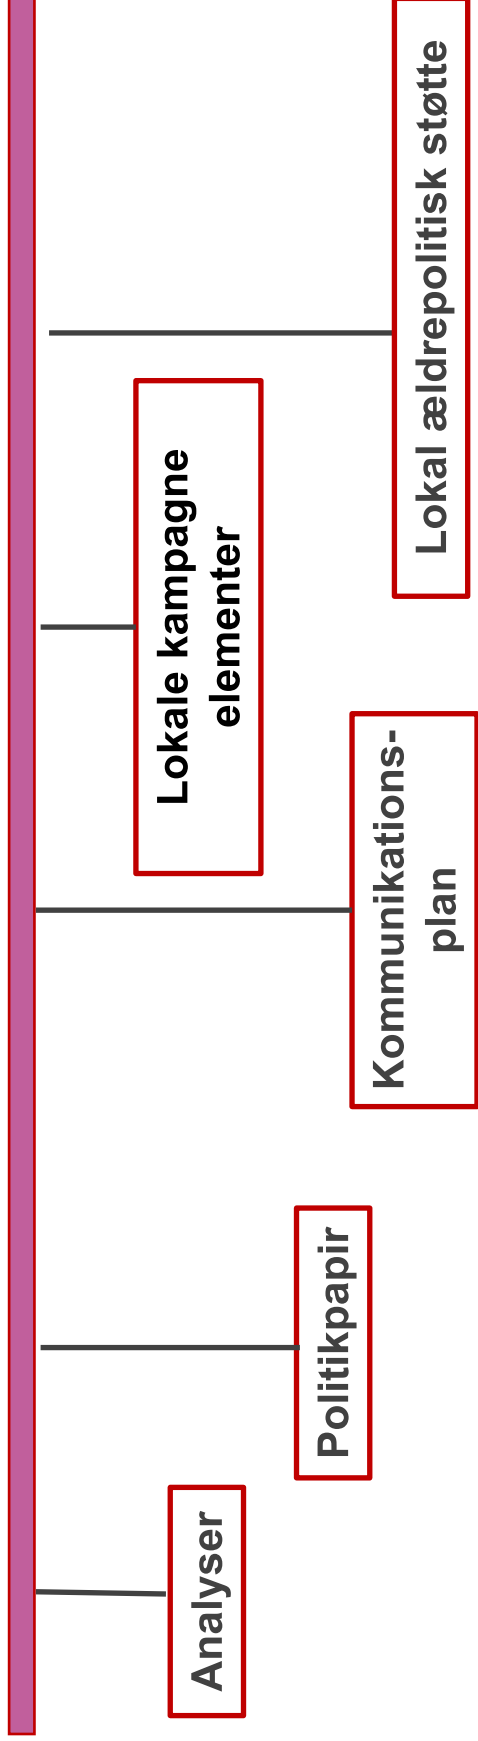 Analyser
Politikpapir
Kommunikations-
plan
Lokale kampagne
elementer
Lokal ældrepolitisk støtte